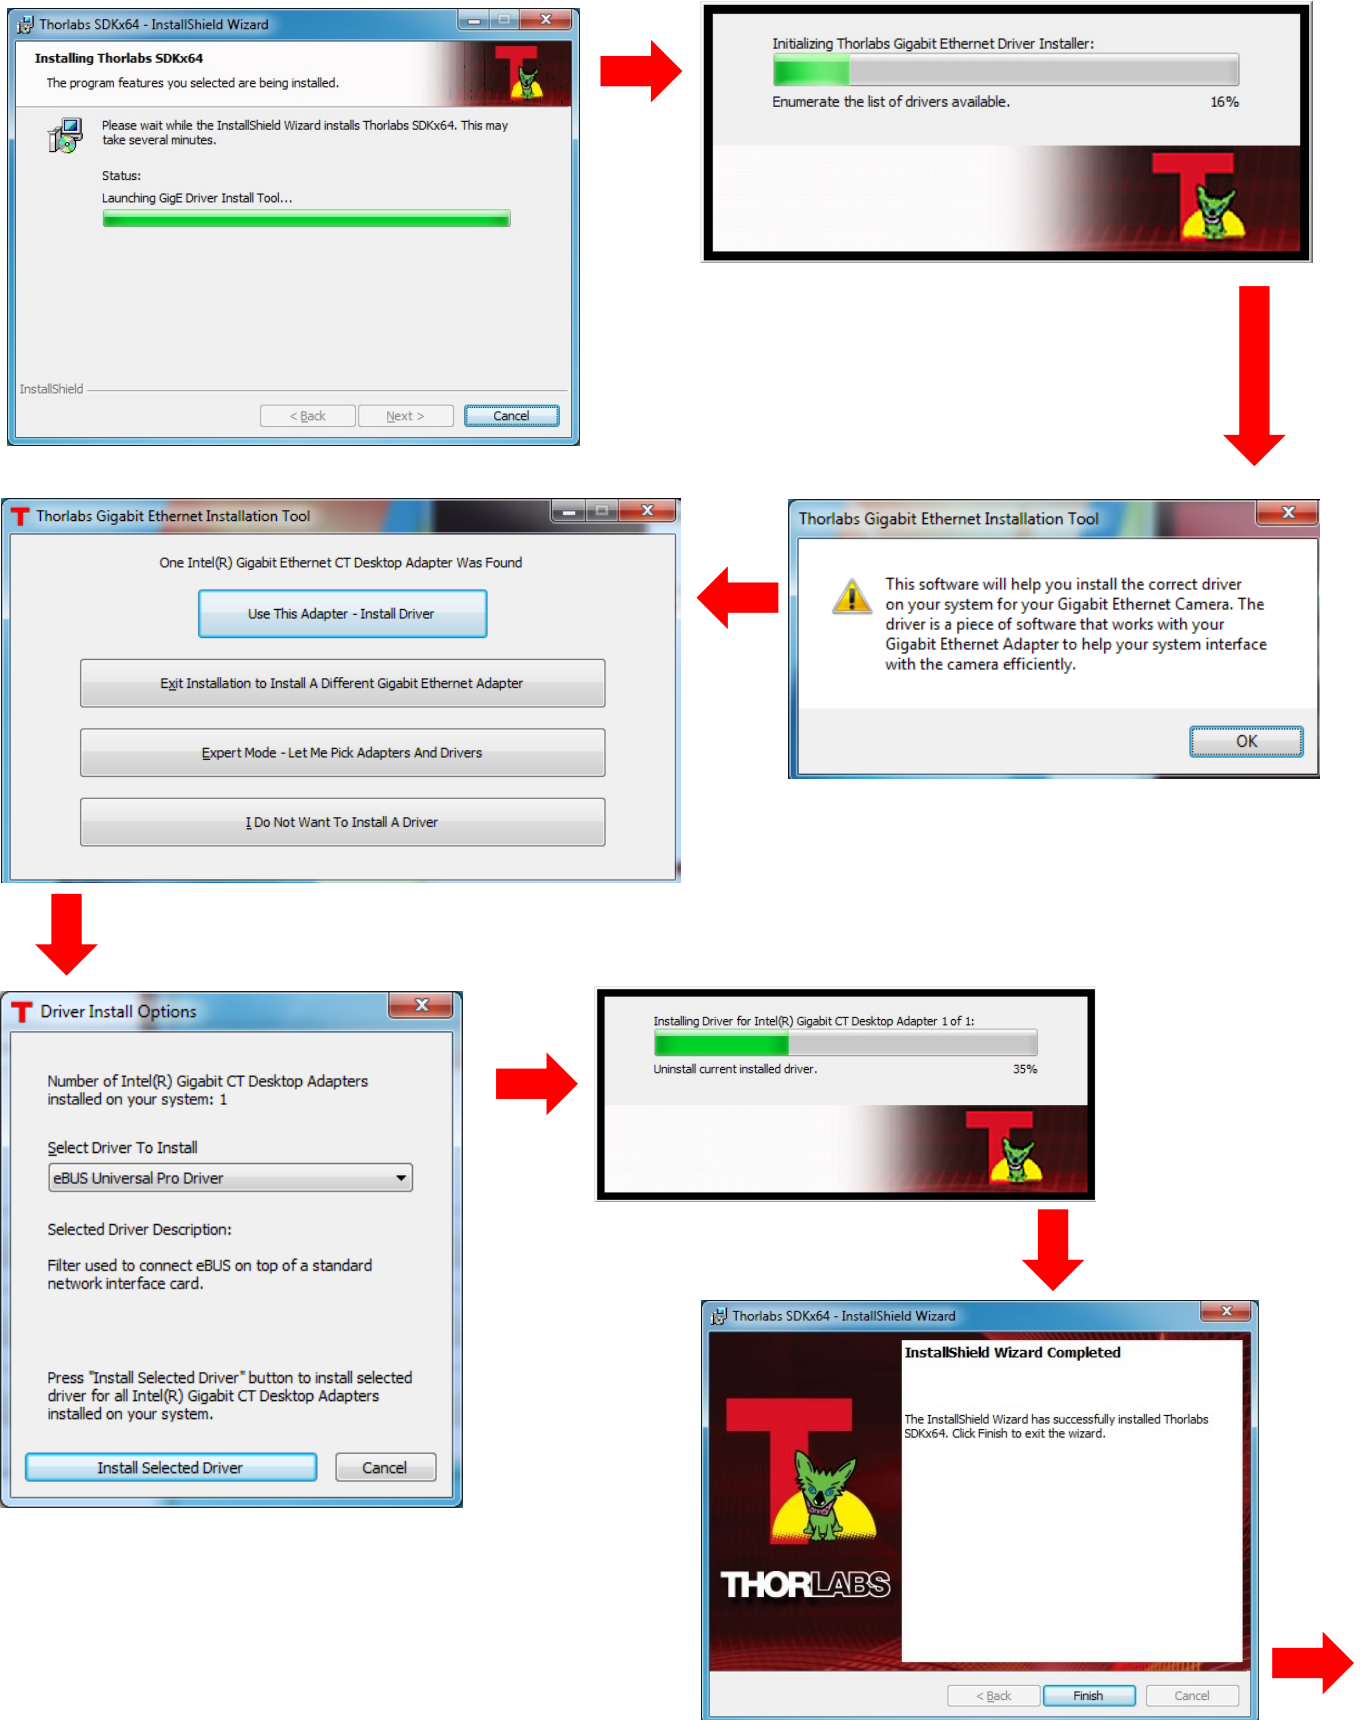 Thorlabs SDKx64 - InstallShield Wizard
Installing Thorlabs SDKx64
The program features you selected are being installed.
Please wait while the InstallShield Wizard installs Thorlabs SDKx64. This may
take several minutes.
Status:
Launching GigE Driver Install Tool...
InstallShield
< Back
Next >
Cancel
Initializing Thorlabs Gigabit Ethernet Driver Installer:
Enumerate the list of drivers available.
16%
Thorlabs Gigabit Ethernet Installation Tool
This software will help you install the correct driver
on your system for your Gigabit Ethernet Camera. The
driver is a piece of software that works with your
Gigabit Ethernet Adapter to help your system interface
with the camera efficiently.
OK
Thorlabs Gigabit Ethernet Installation Tool
One Intel(R) Gigabit Ethernet CT Desktop Adapter Was Found
Use This Adapter - Install Driver
Exit Installation to Install A Different Gigabit Ethernet Adapter
Expert Mode - Let Me Pick Adapters And Drivers
I Do Not Want To Install A Driver
Driver Install Options
Number of Intel(R) Gigabit CT Desktop Adapters
installed on your system: 1
Select Driver To Install
eBUS Universal Pro Driver
Selected Driver Description:
Filter used to connect eBUS on top of a standard
network interface card.
Press "Install Selected Driver" button to install selected
driver for all Intel(R) Gigabit CT Desktop Adapters
installed on your system.
Install Selected Driver
Cancel
Installing Driver for Intel(R) Gigabit CT Desktop Adapter 1 of 1:
Uninstall current installed driver.
35%
Thorlabs SDKx64 - InstallShield Wizard
InstallShield Wizard Completed
The InstallShield Wizard has successfully installed Thorlabs
SDKx64. Click Finish to exit the wizard.
THORLABS
< Back
Finish
Cancel